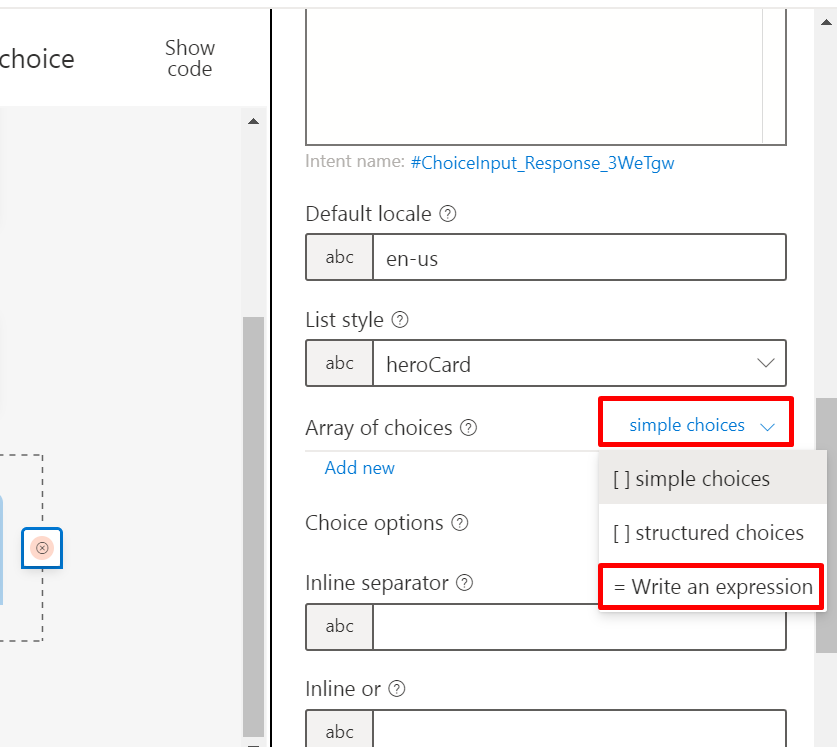 choice
Show
code
Intent name: #ChoiceInput_Response_3WeTgw
Default locale
abc en-us
List style
abc heroCard
Array of choices simple choices
Add new
[ ] simple choices
[ ] structured choices
= Write an expression
Choice options
Inline separator
abc
Inline or
abc